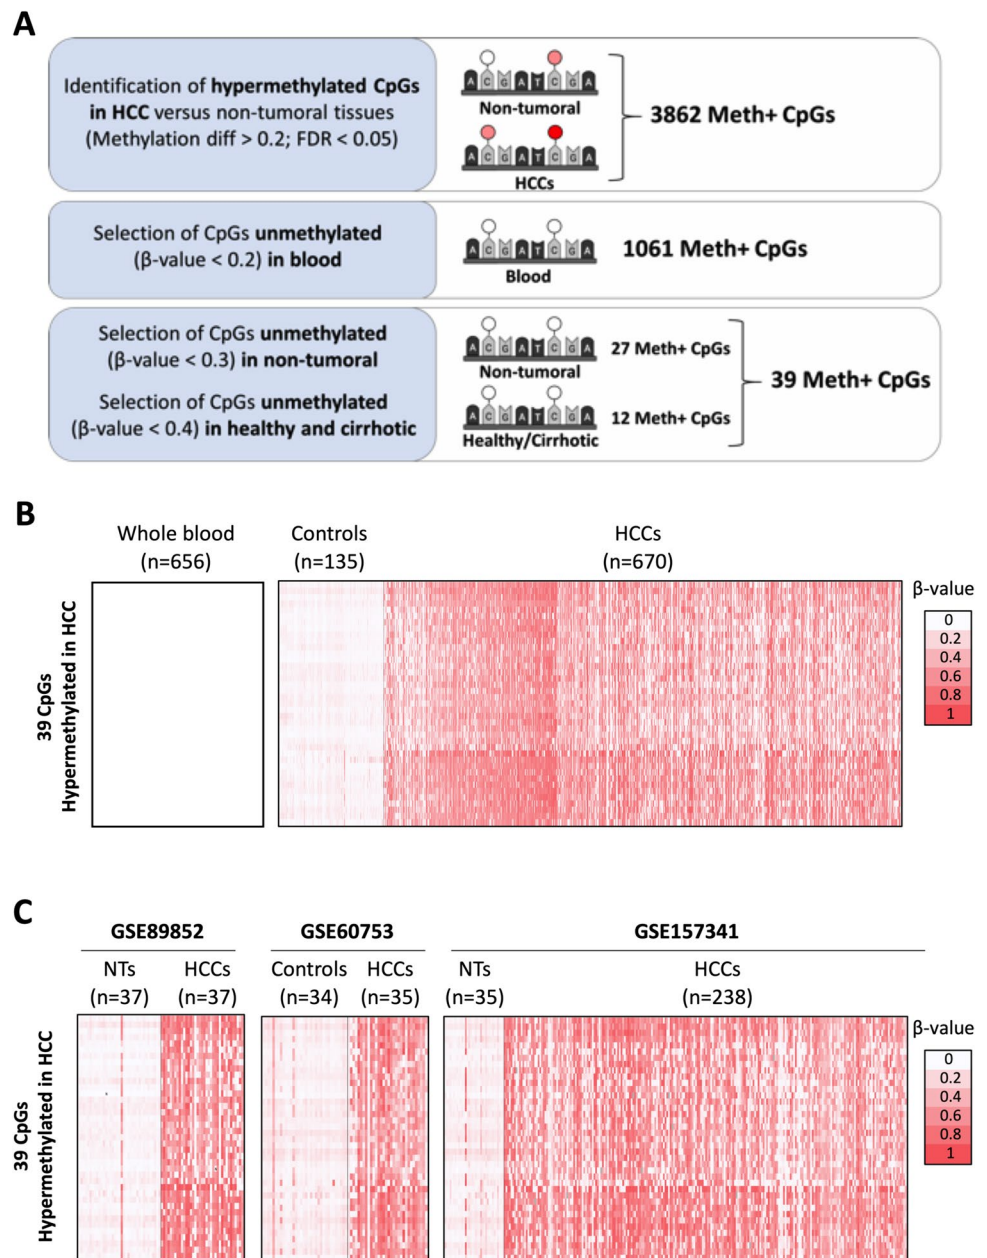 A
Identification of hypermethylated CpGs
in HCC versus non-tumoral tissues
(Methylation diff > 0.2; FDR < 0.05)
A C G A T C G A
Non-tumoral
A C G A T C G A
HCCs
3862 Meth+ CpGs
Selection of CpGs unmethylated
(β-value < 0.2) in blood
A C G A T C G A
Blood
1061 Meth+ CpGs
Selection of CpGs unmethylated
(β-value < 0.3) in non-tumoral
A C G A T C G A
Non-tumoral
27 Meth+ CpGs
Selection of CpGs unmethylated
(β-value < 0.4) in healthy and cirrhotic
A C G A T C G A
Healthy/Cirrhotic
12 Meth+ CpGs
39 Meth+ CpGs
B
Whole blood
(n=656)
Controls
(n=135)
HCCs
(n=670)
39 CpGs
Hypermethylated in HCC
β-value
0
0.2
0.4
0.6
0.8
1
C
GSE89852
NTs
(n=37)
HCCs
(n=37)
GSE60753
Controls
(n=34)
HCCs
(n=35)
GSE157341
NTs
(n=35)
HCCs
(n=238)
39 CpGs
Hypermethylated in HCC
β-value
0
0.2
0.4
0.6
0.8
1